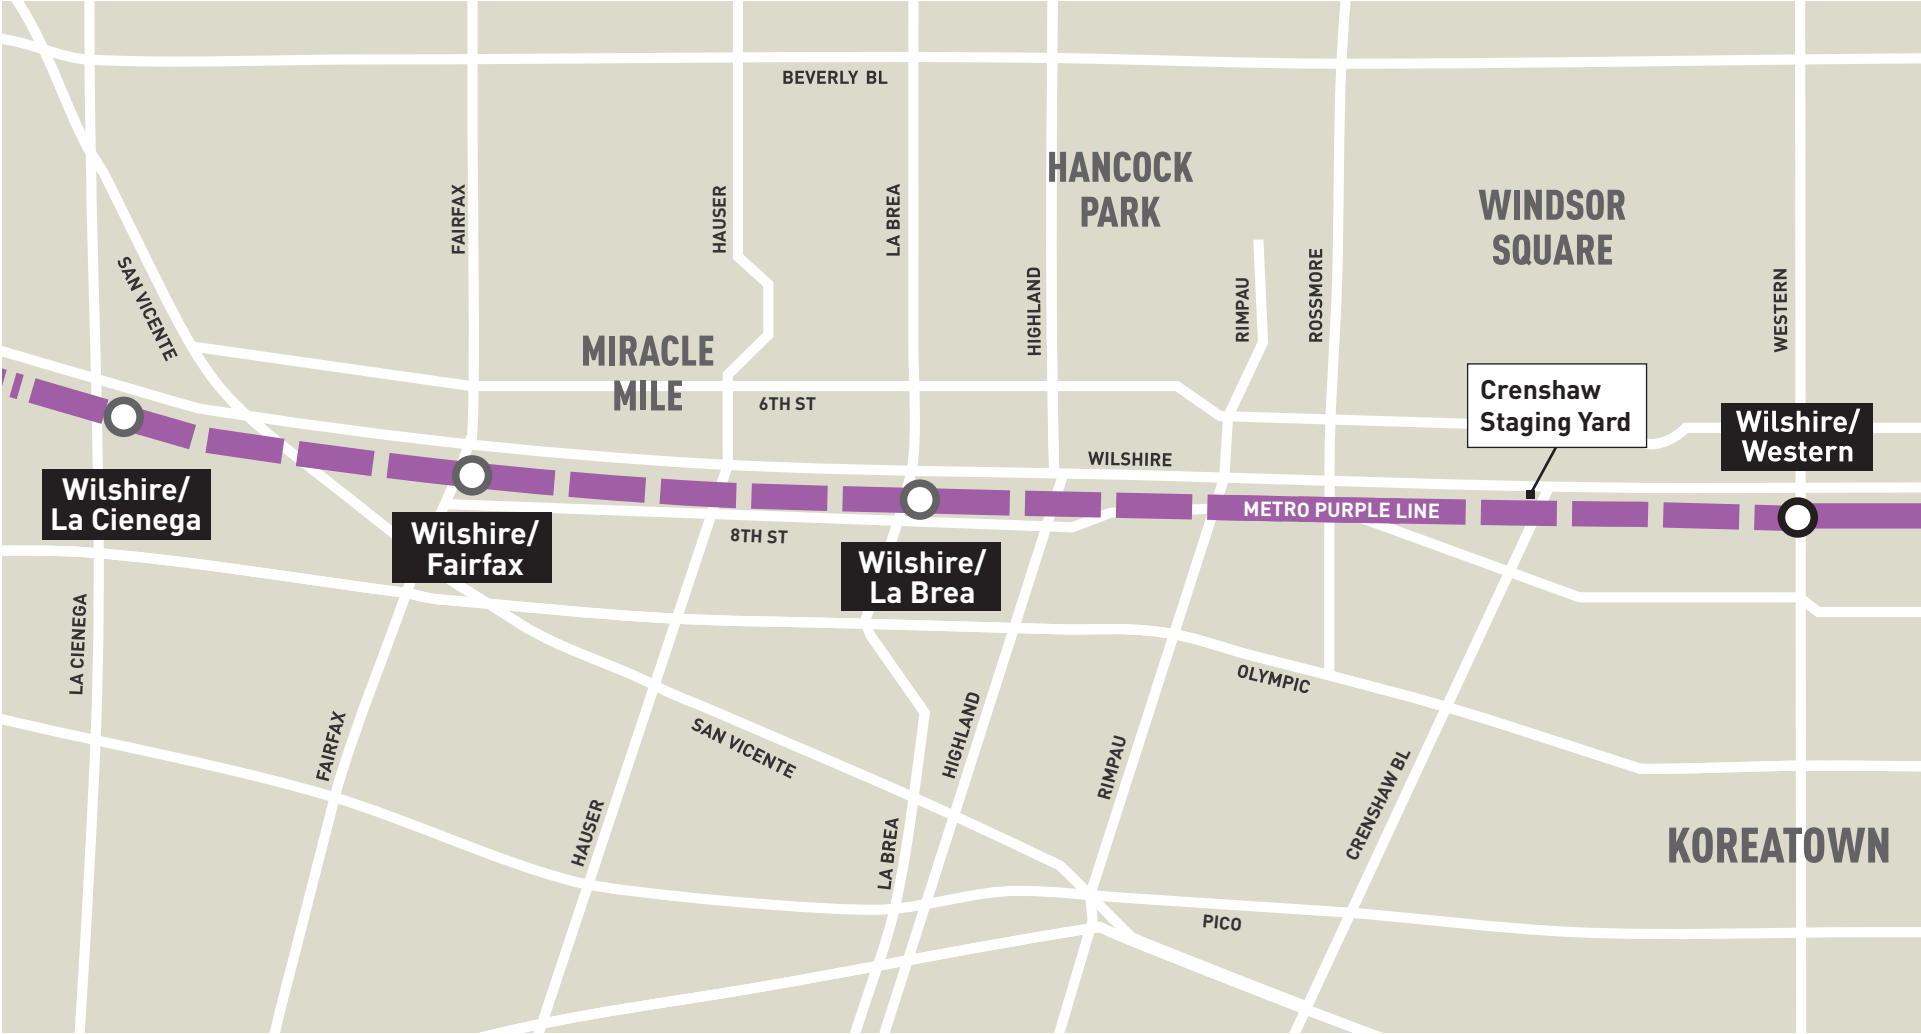 BEVERLY BL
HANCOCK
PARK
WINDSOR
SQUARE
FAIRFAX
HAUSER
LA BREA
SAN VICENTE
HIGHLAND
RIMPAU
ROSSMORE
WESTERN
MIRACLE
MILE
6TH ST
Crenshaw
Staging Yard
Wilshire/
Western
WILSHIRE
Wilshire/
La Cienega
METRO PURPLE LINE
Wilshire/
Fairfax
8TH ST
Wilshire/
La Brea
LA CIENEGA
OLYMPIC
FAIRFAX
SAN VICENTE
HIGHLAND
RIMPAU
CRENSHAW BL
HAUSER
LA BREA
KOREATOWN
PICO